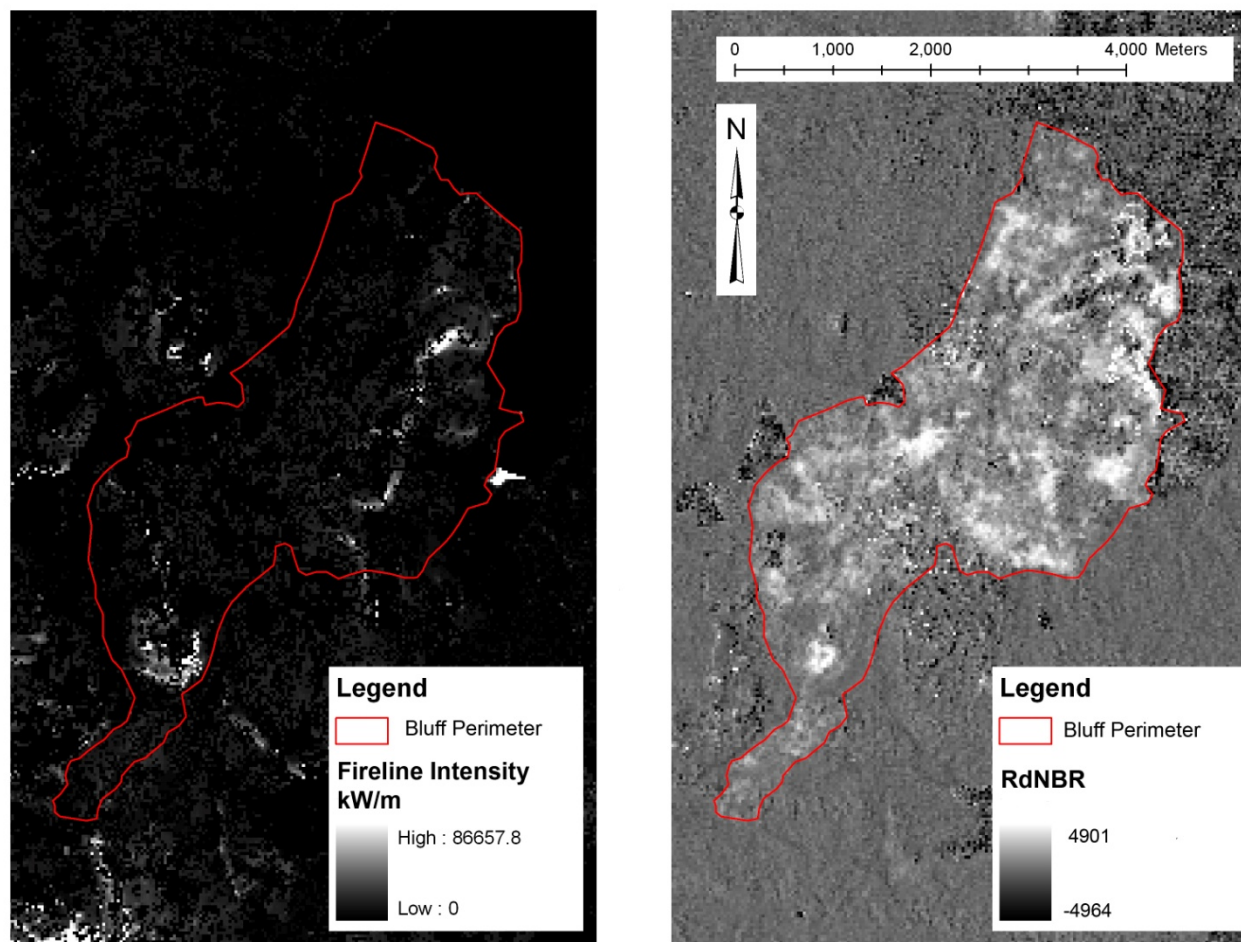 Legend
Bluff Perimeter
Fireline Intensity
kW/m
High : 86657.8
Low : 0
0 1,000 2,000 4,000 Meters
N
Legend
Bluff Perimeter
RdNBR
4901
-4964